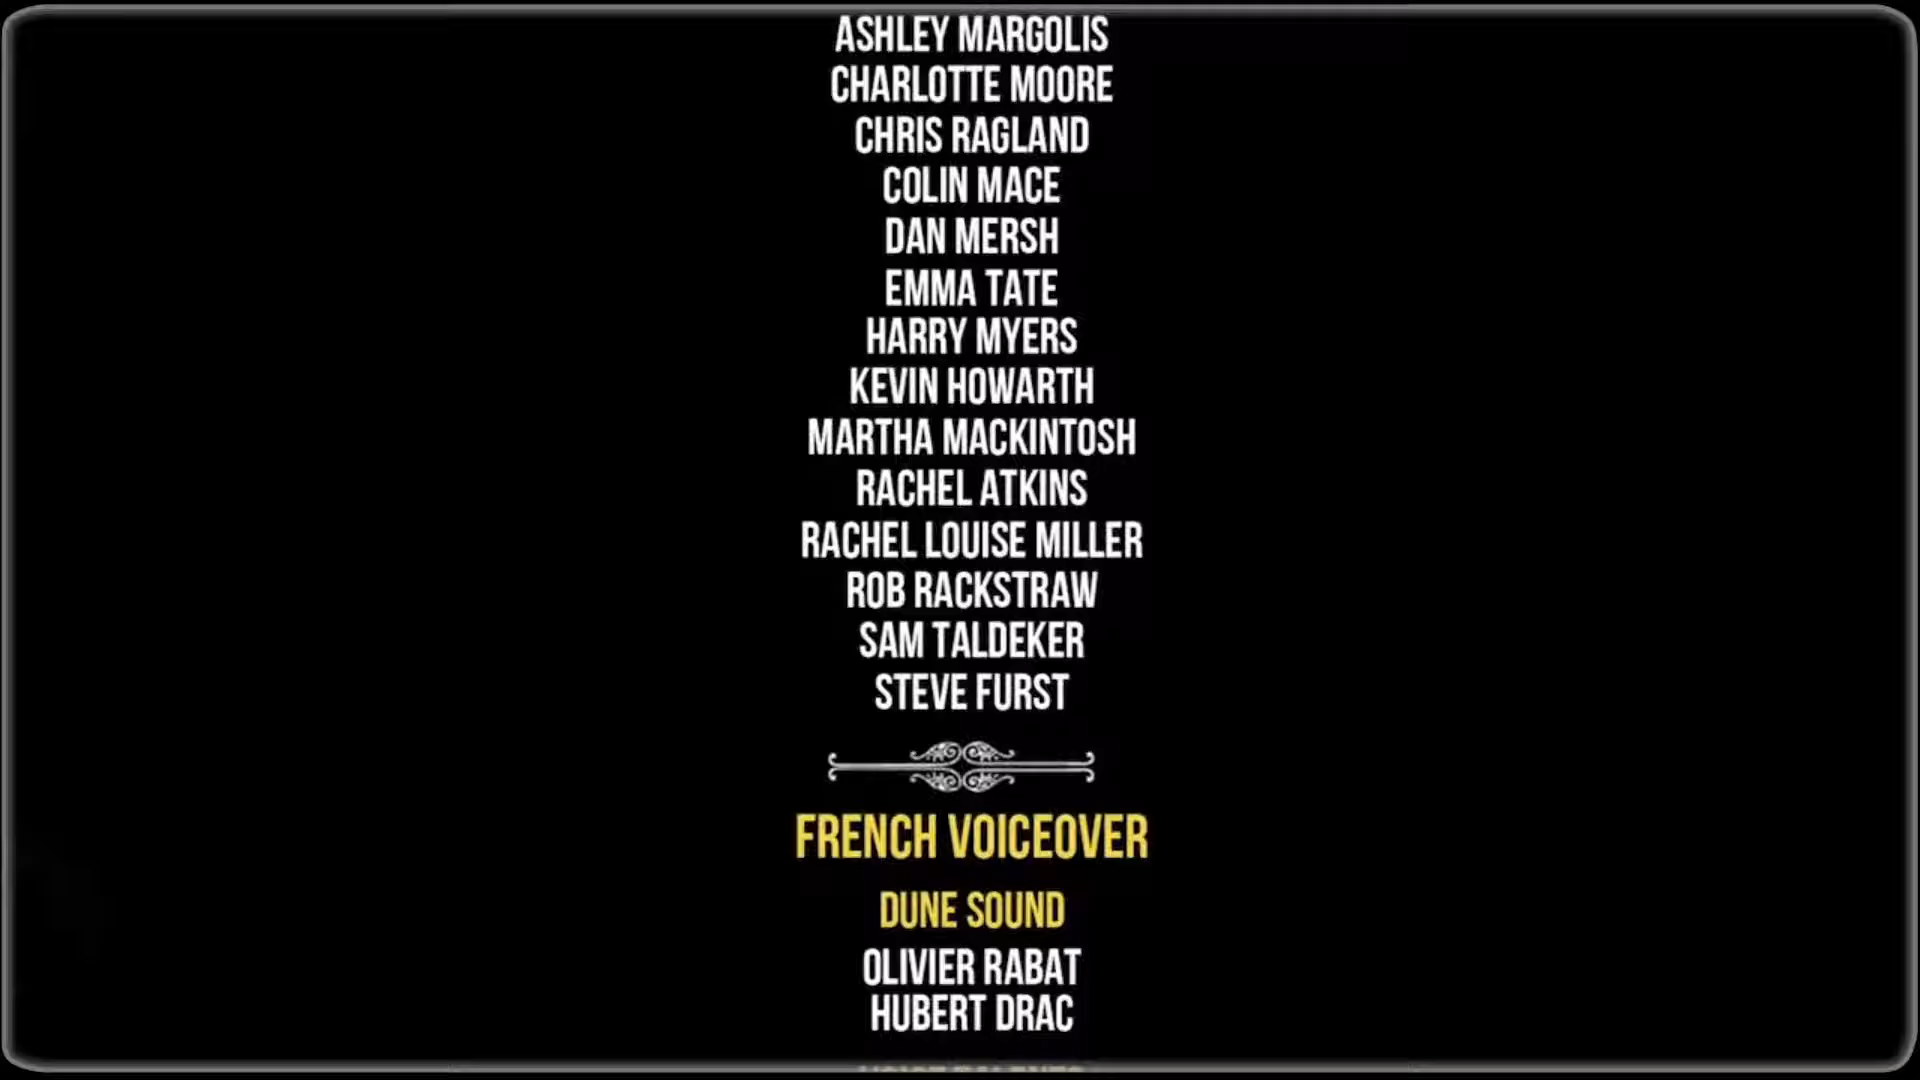 ASHLEY MARGOLIS
CHARLOTTE MOORE
CHRIS RAGLAND
COLIN MACE
DAN MERSH
EMMA TATE
HARRY MYERS
KEVIN HOWARTH
MARTHA MACKINTOSH
RACHEL ATKINS
RACHEL LOUISE MILLER
ROB RACKSTRAW
SAM TALDEKER
STEVE FURST
FRENCH VOICEOVER
DUNE SOUND
OLIVIER RABAT
HUBERT DRAC